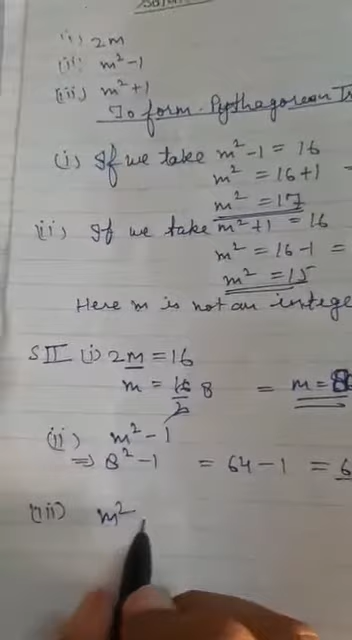 (i) 2m
(ii) m² - 1
(iii) m² + 1
To form Pythagorean
(i) If we take m² - 1 = 16
m² = 16 + 1
m² = 17
(ii) If we take m² + 1 = 16
m² = 16 - 1 =
m² = 15
Here m is not an intege
S II (i) 2m = 16
m = 16/2 8 = m = 8
(ii) m² - 1
⇒ 8² - 1 = 64 - 1 = 6
(iii) m²